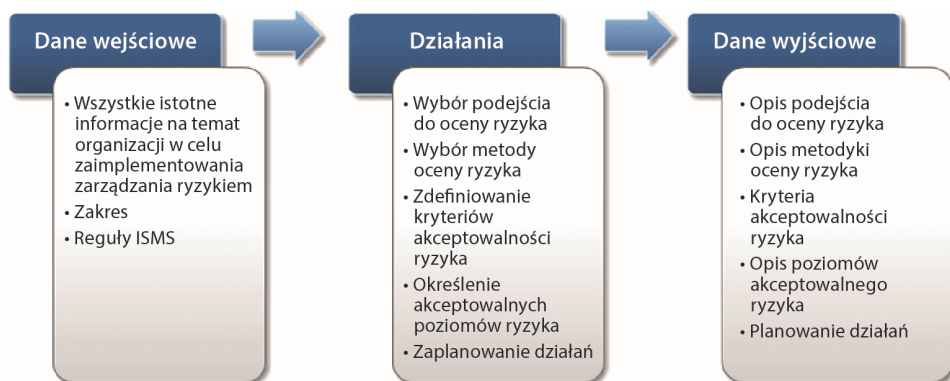 Dane wejściowe
• Wszystkie istotne
informacje na temat
organizacji w celu
zaimplementowania
zarządzania ryzykiem
• Zakres
• Reguły ISMS
Działania
• Wybór podejścia
do oceny ryzyka
• Wybór metody
oceny ryzyka
• Zdefiniowanie
kryteriów
akceptowalności
ryzyka
• Określenie
akceptowalnych
poziomów ryzyka
• Zaplanowanie działań
Dane wyjściowe
• Opis podejścia
do oceny ryzyka
• Opis metodyki
oceny ryzyka
• Kryteria
akceptowalności
ryzyka
• Opis poziomów
akceptowalnego
ryzyka
• Planowanie działań